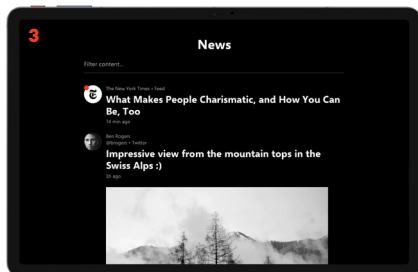 3
News
Filter content...
The New York Times • Feed
What Makes People Charismatic, and How You Can
Be, Too
14 min ago
Ben Rogers
@brogers • Twitter
Impressive view from the mountain tops in the
Swiss Alps :)
3h ago